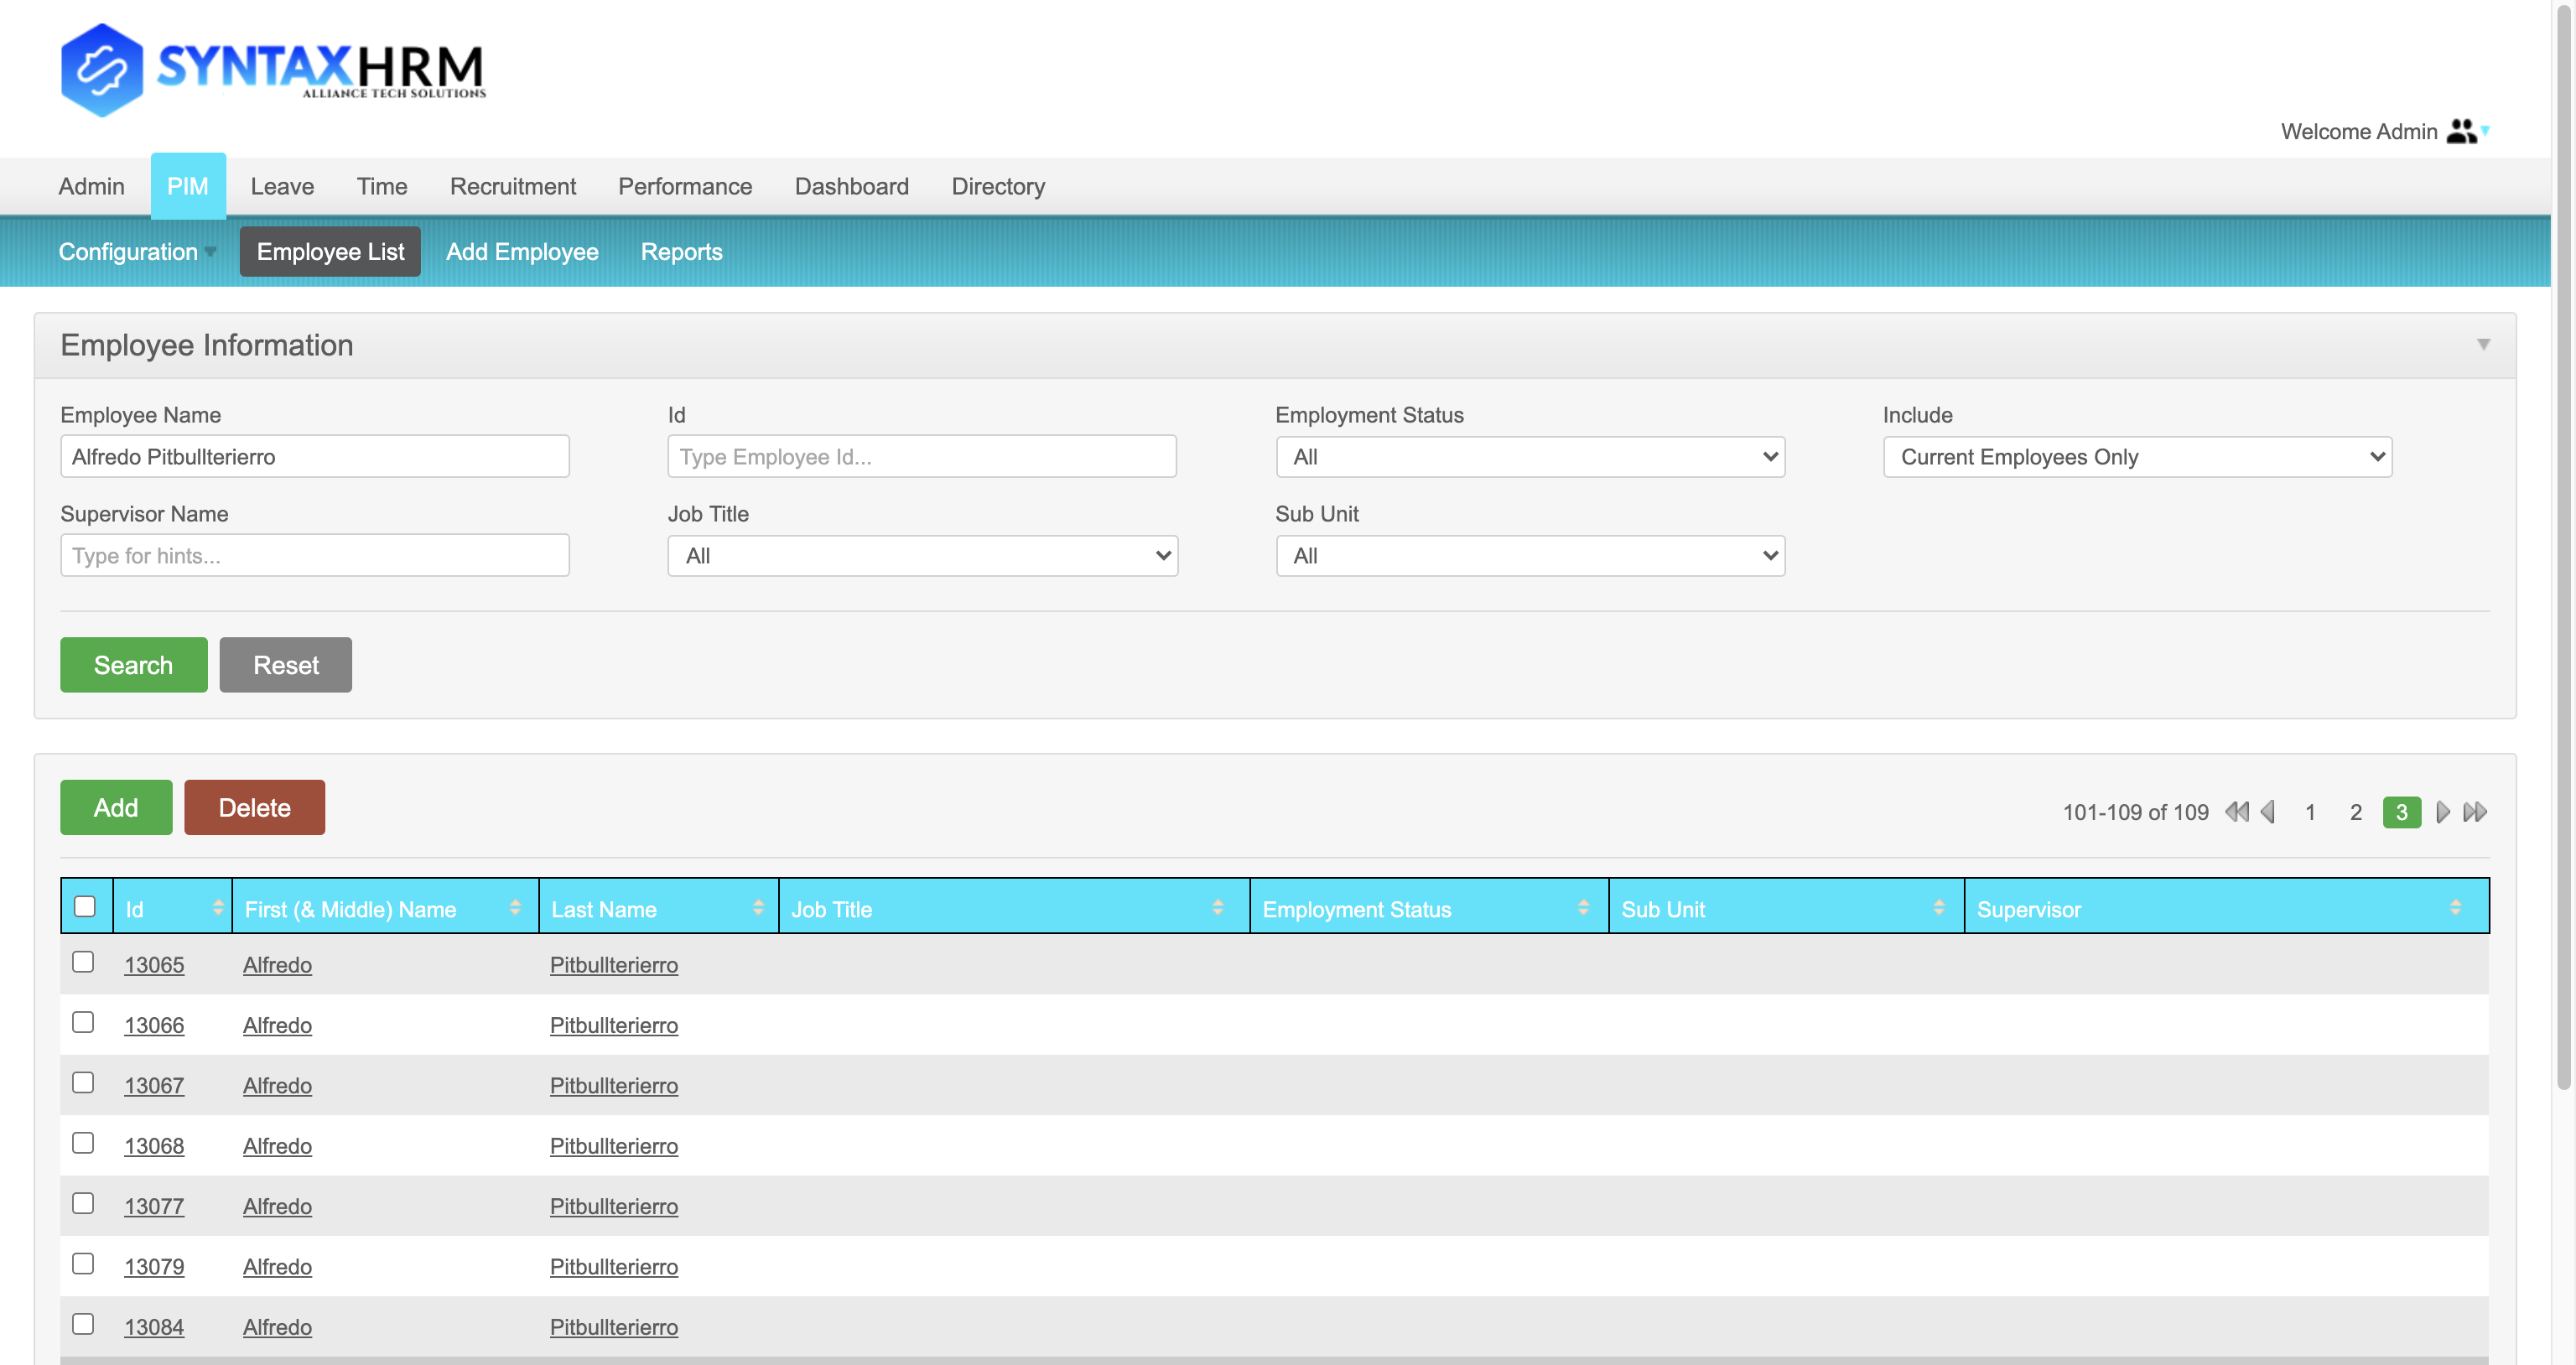 SYNTAXHRM
ALLIANCE TECH SOLUTIONS
Welcome Admin
Admin PIM Leave Time Recruitment Performance Dashboard Directory
Configuration Employee List Add Employee Reports
Employee Information
Employee Name Id Employment Status Include
Alfredo Pitbullterierro Type Employee Id... All Current Employees Only
Supervisor Name Job Title Sub Unit
Type for hints... All All
Search Reset
Add Delete 101-109 of 109 1 2 3
Id First (& Middle) Name Last Name Job Title Employment Status Sub Unit Supervisor
13065 Alfredo Pitbullterierro
13066 Alfredo Pitbullterierro
13067 Alfredo Pitbullterierro
13068 Alfredo Pitbullterierro
13077 Alfredo Pitbullterierro
13079 Alfredo Pitbullterierro
13084 Alfredo Pitbullterierro